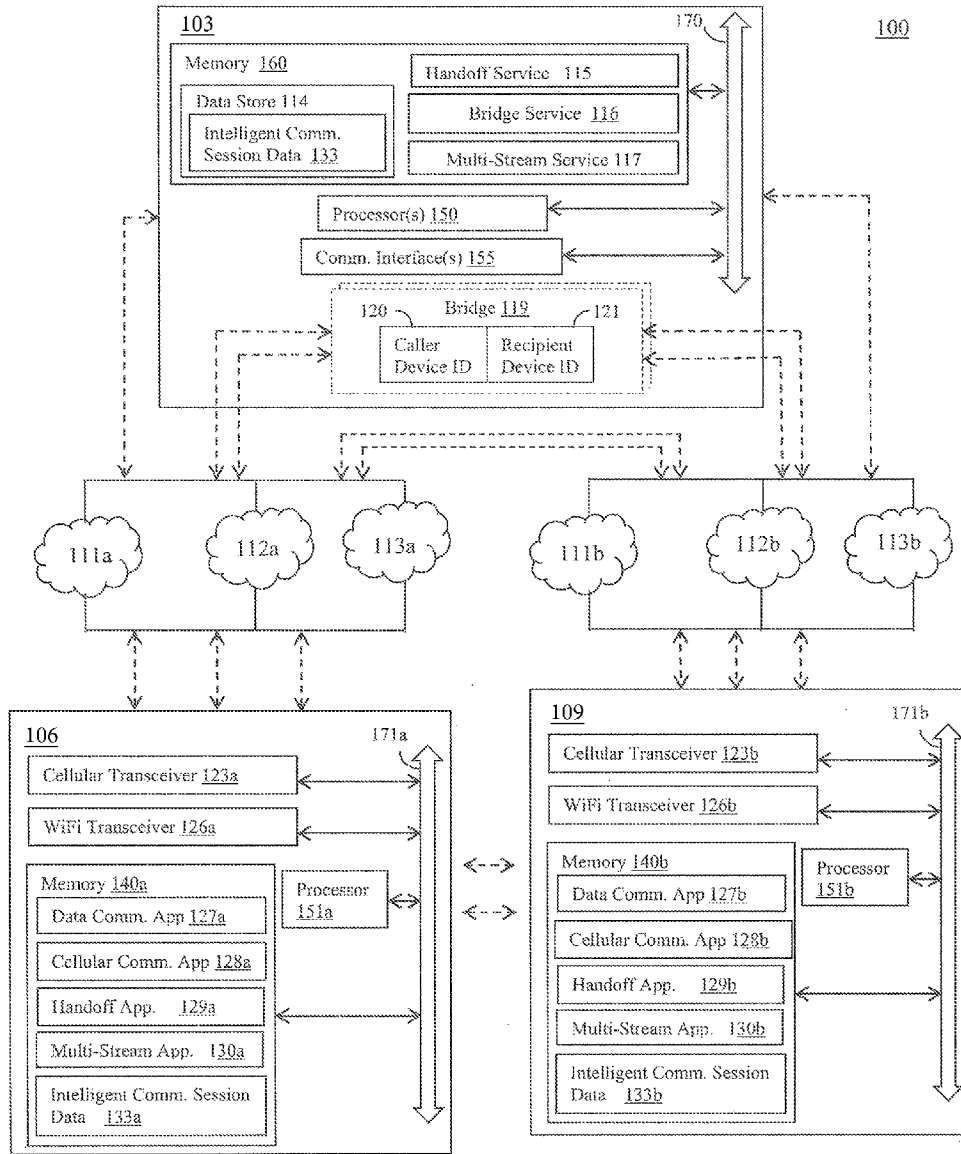 103
170
100
Memory 160
Handoff Service 115
Data Store 114
Bridge Service 116
Intelligent Comm.
Session Data 133
Multi-Stream Service 117
Processor(s) 150
Comm. Interface(s) 155
Bridge 119
120
121
Caller
Device ID
Recipient
Device ID
111a
112a
113a
111b
112b
113b
106
171a
Cellular Transceiver 123a
WiFi Transceiver 126a
Memory 140a
Processor
151a
Data Comm. App 127a
Cellular Comm. App 128a
Handoff App. 129a
Multi-Stream App. 130a
Intelligent Comm. Session
Data 133a
109
171b
Cellular Transceiver 123b
WiFi Transceiver 126b
Memory 140b
Processor
151b
Data Comm. App 127b
Cellular Comm. App 128b
Handoff App. 129b
Multi-Stream App. 130b
Intelligent Comm. Session
Data 133b